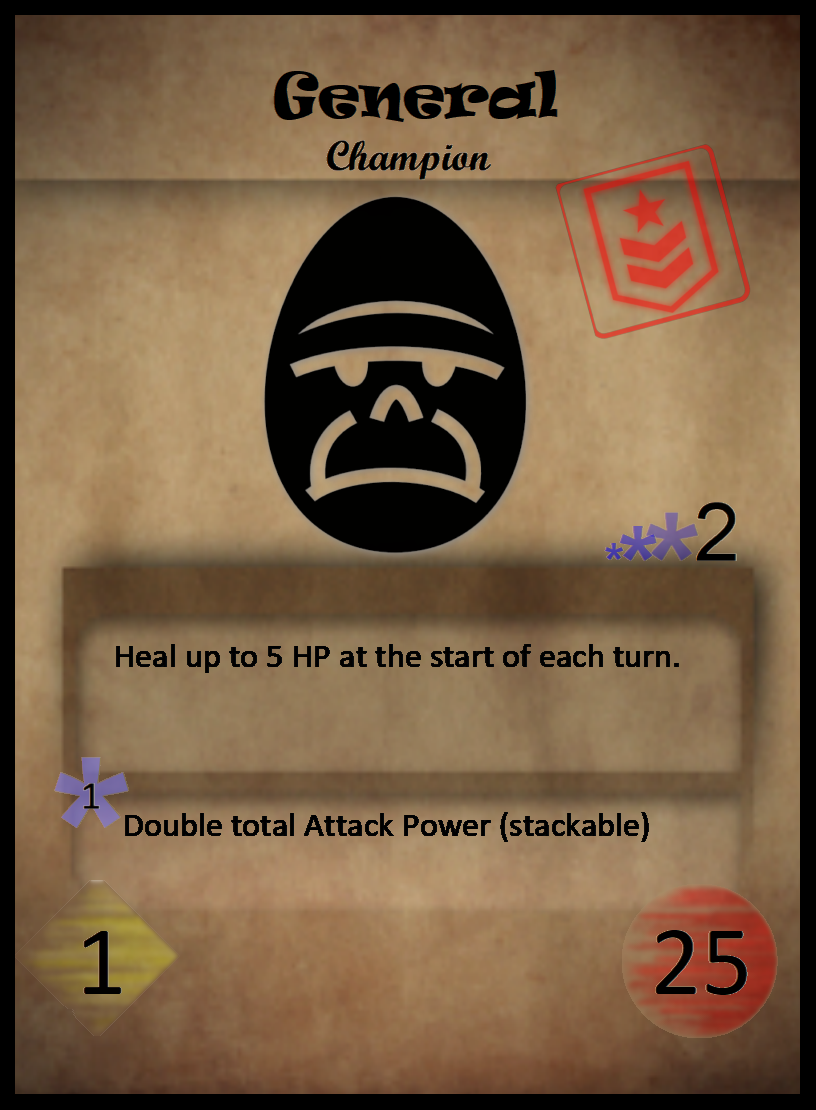 General
Champion
***2
Heal up to 5 HP at the start of each turn.
1
Double total Attack Power (stackable)
1
25